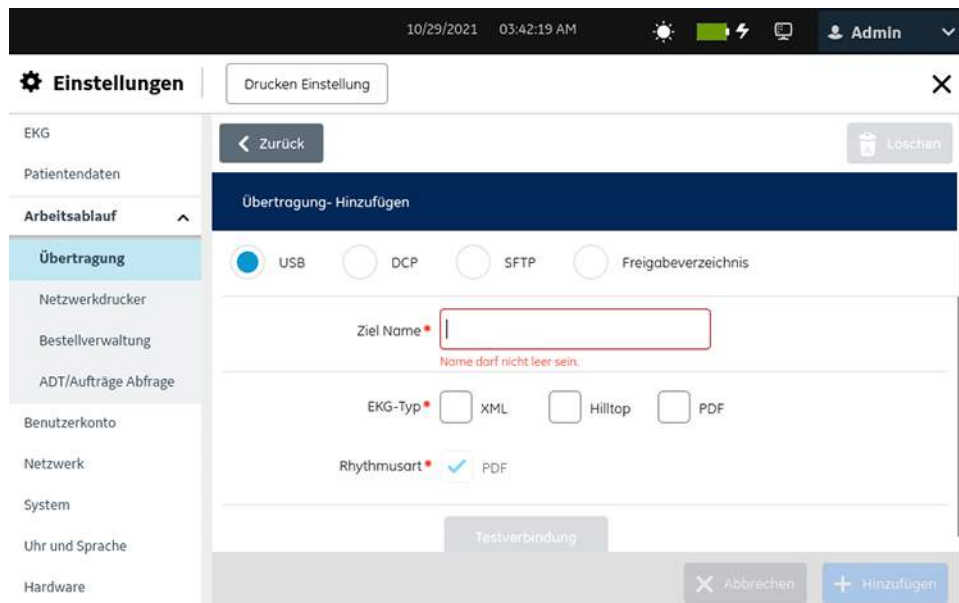 10/29/2021 03:42:19 AM Admin
Einstellungen Drucken Einstellung
EKG
Patientendaten
Arbeitsablauf
Übertragung
Netzwerkdrucker
Bestellverwaltung
ADT/Aufträge Abfrage
Benutzerkonto
Netzwerk
System
Uhr und Sprache
Hardware
Zurück Löschen
Übertragung- Hinzufügen
USB DCP SFTP Freigabeverzeichnis
Ziel Name*
Name darf nicht leer sein.
EKG-Typ* XML Hilltop PDF
Rhythmusart* PDF
Testverbindung
Abbrechen Hinzufügen